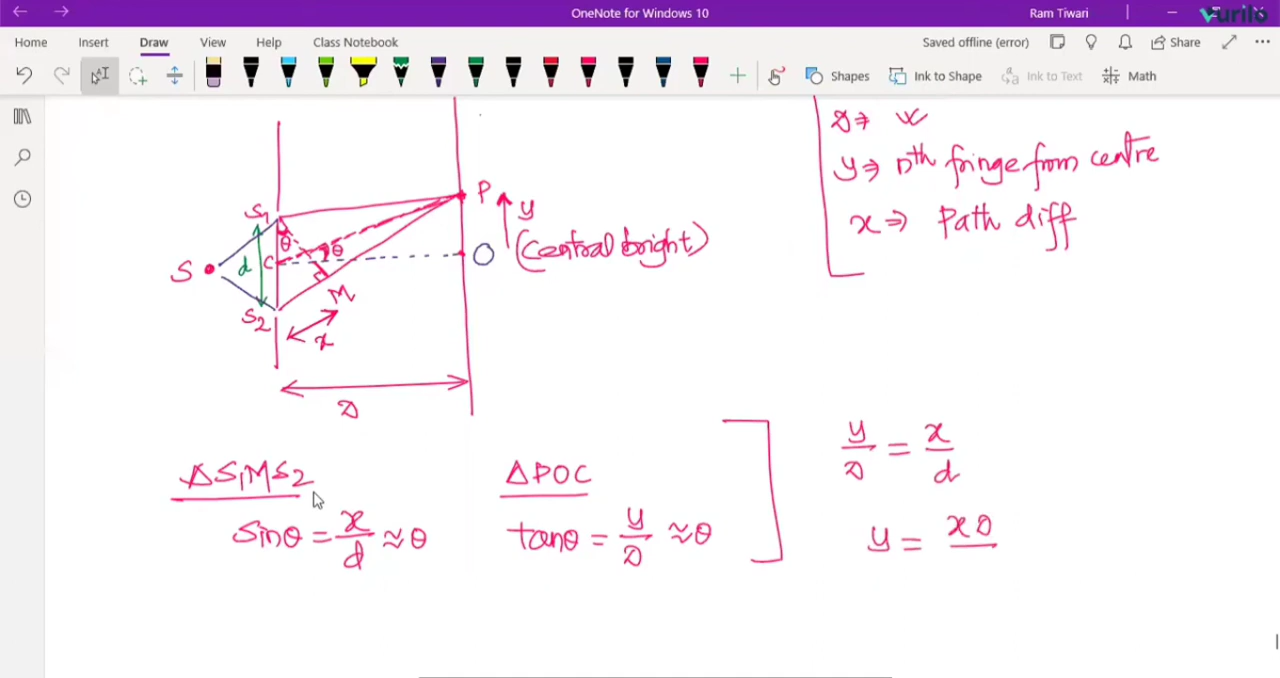 OneNote for Windows 10
Ram Tiwari
Yurilo
Home Insert Draw View Help Class Notebook
Saved offline (error) Share
Shapes Ink to Shape Ink to Text Math
D ⇒
y ⇒ nth fringe from centre
x ⇒ Path diff
P
S1
y
θ
θ
d
C
O (Central bright)
S
M
S2
x
D
ΔS1MS2
sinθ = x/d ≈ θ
ΔPOC
tanθ = y/D ≈ θ
y/D = x/d
y = xD